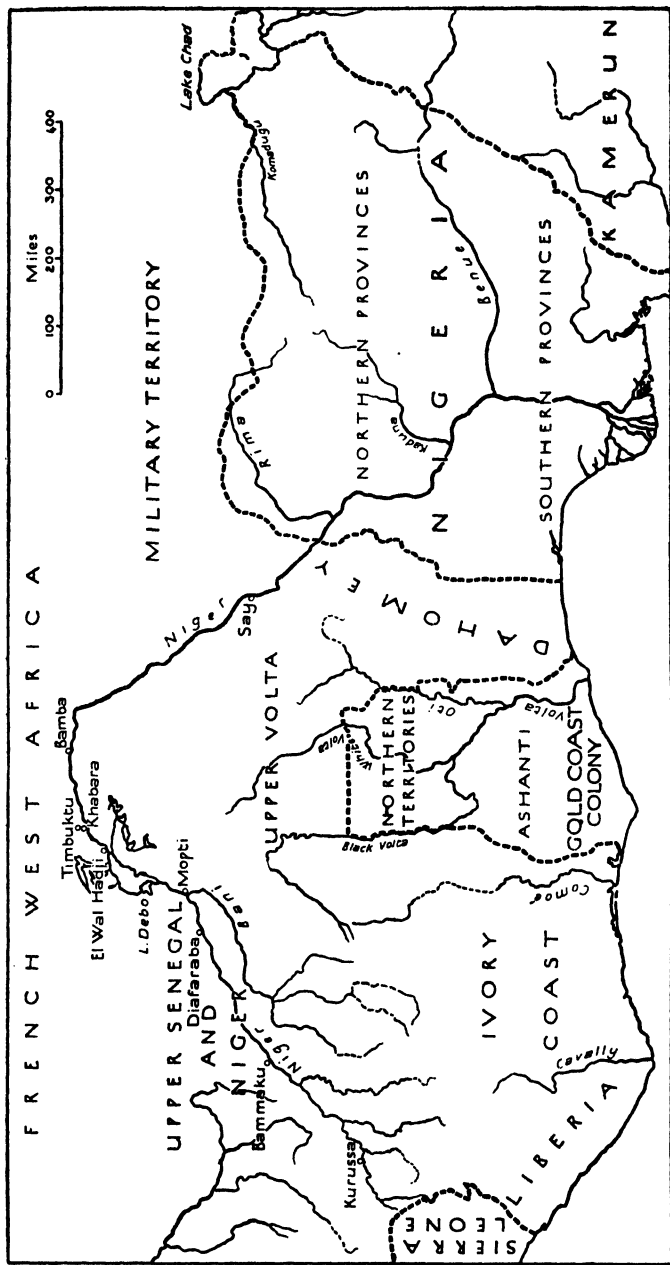 FRENCH WEST AFRICA
Miles
0 100 200 300 400
MILITARY TERRITORY
Lake Chad
Komadugu
Timbuktu
Khabara
Bamba
El Wal Hadji
L. Debo
Mopti
Diafaraba
UPPER SENEGAL
AND
NIGER
Bani
Bammaku
Niger
Kurussa
Niger
Say
UPPER VOLTA
Rima
NORTHERN PROVINCES
Kaduna
NIGERIA
Benue
SOUTHERN PROVINCES
KAMERUN
DAHOMEY
White
Volta
Black Volta
NORTHERN
TERRITORIES
Oti
ASHANTI
Volta
GOLD COAST
COLONY
Comoe
IVORY
COAST
Cavally
LIBERIA
SIERRA
LEONE